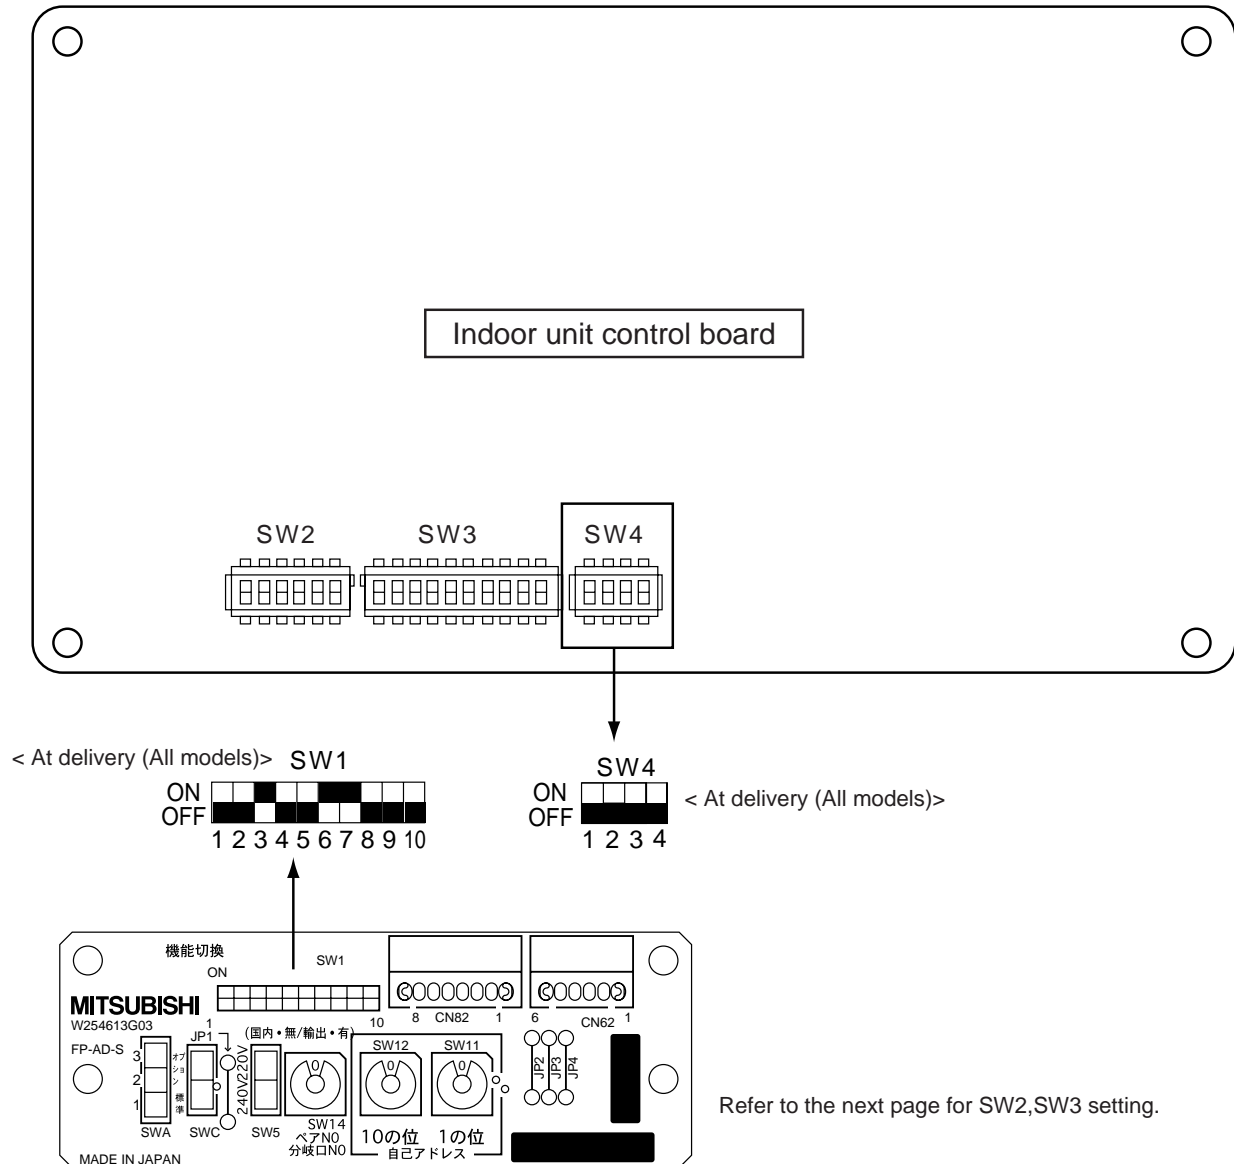 Indoor unit control board
SW2 SW3 SW4
< At delivery (All models)> SW1
ON
OFF
1 2 3 4 5 6 7 8 9 10
SW4
ON
OFF
1 2 3 4
< At delivery (All models)>
機能切換
ON
SW1
1 10
MITSUBISHI
W254613G03
FP-AD-S
8 CN82 1
6 CN62 1
JP1
(国内・無/輸出・有)
3
2
1
オプション
標準
SWA
SWC
240V 220V
SW5
0
SW14
ペアNO
分岐口NO
SW12
0
10の位
SW11
0
1の位
自己アドレス
JP2
JP3
JP4
MADE IN JAPAN
Refer to the next page for SW2,SW3 setting.